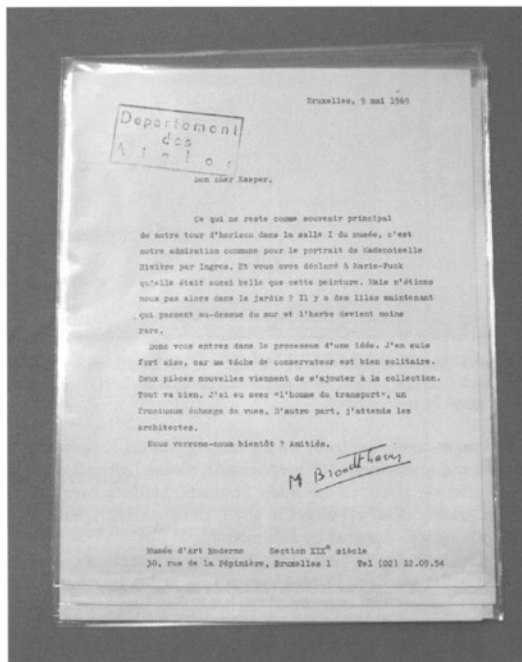 Bruxelles, 9 mai 1969
Département
des
Aigles
Mon cher Kasper,
Ce qui me reste comme souvenir principal
de notre tour d'horizon dans la salle I du musée, c'est
notre admiration commune pour le portrait de Mademoiselle
Rivière par Ingres. Et vous avez déclaré à Marie-Puck
qu'elle était aussi belle que cette peinture. Mais n'étions
nous pas alors dans le jardin ? Il y a des lilas maintenant
qui passent au-dessus du mur et l'herbe devient moins
rare.
Donc vous entrez dans le processus d'une idée. J'en suis
fort aise, car ma tâche de conservateur est bien solitaire.
Deux pièces nouvelles viennent de s'ajouter à la collection.
Tout va bien. J'ai eu avec "l'homme du transport", un
fructueux échange de vues. D'autre part, j'attends les
architectes.
Nous verrons-nous bientôt ? Amitiés.
M Broodthaers
Musée d'Art Moderne Section XIXe siècle
30, rue de la Pépinière, Bruxelles 1 Tel (02) 12.09.54